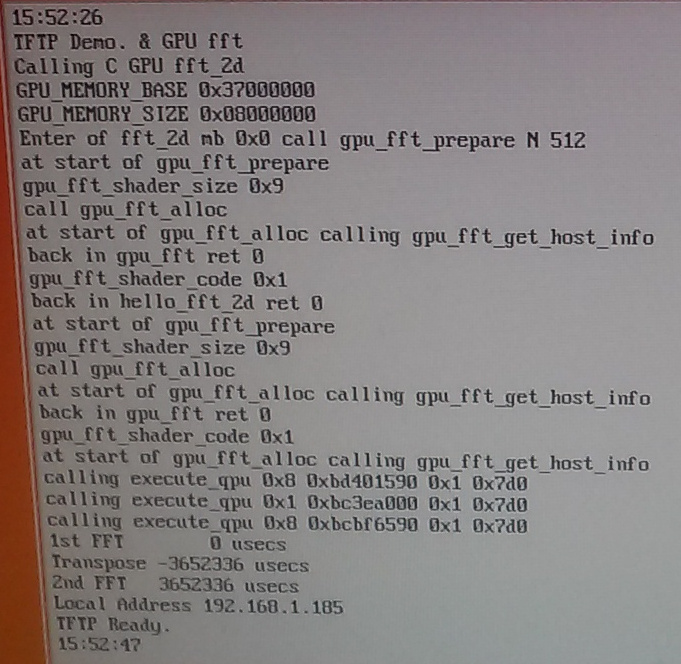 15:52:26
TFTP Demo. & GPU fft
Calling C GPU fft_2d
GPU_MEMORY_BASE 0x37000000
GPU_MEMORY_SIZE 0x08000000
Enter of fft_2d mb 0x0 call gpu_fft_prepare N 512
at start of gpu_fft_prepare
gpu_fft_shader_size 0x9
call gpu_fft_alloc
at start of gpu_fft_alloc calling gpu_fft_get_host_info
back in gpu_fft ret 0
gpu_fft_shader_code 0x1
back in hello_fft_2d ret 0
at start of gpu_fft_prepare
gpu_fft_shader_size 0x9
call gpu_fft_alloc
at start of gpu_fft_alloc calling gpu_fft_get_host_info
back in gpu_fft ret 0
gpu_fft_shader_code 0x1
at start of gpu_fft_alloc calling gpu_fft_get_host_info
calling execute_qpu 0x8 0xbd401590 0x1 0x7d0
calling execute_qpu 0x1 0xbc3ea000 0x1 0x7d0
calling execute_qpu 0x8 0xbcbf6590 0x1 0x7d0
1st FFT 0 usecs
Transpose -3652336 usecs
2nd FFT 3652336 usecs
Local Address 192.168.1.185
TFTP Ready.
15:52:47